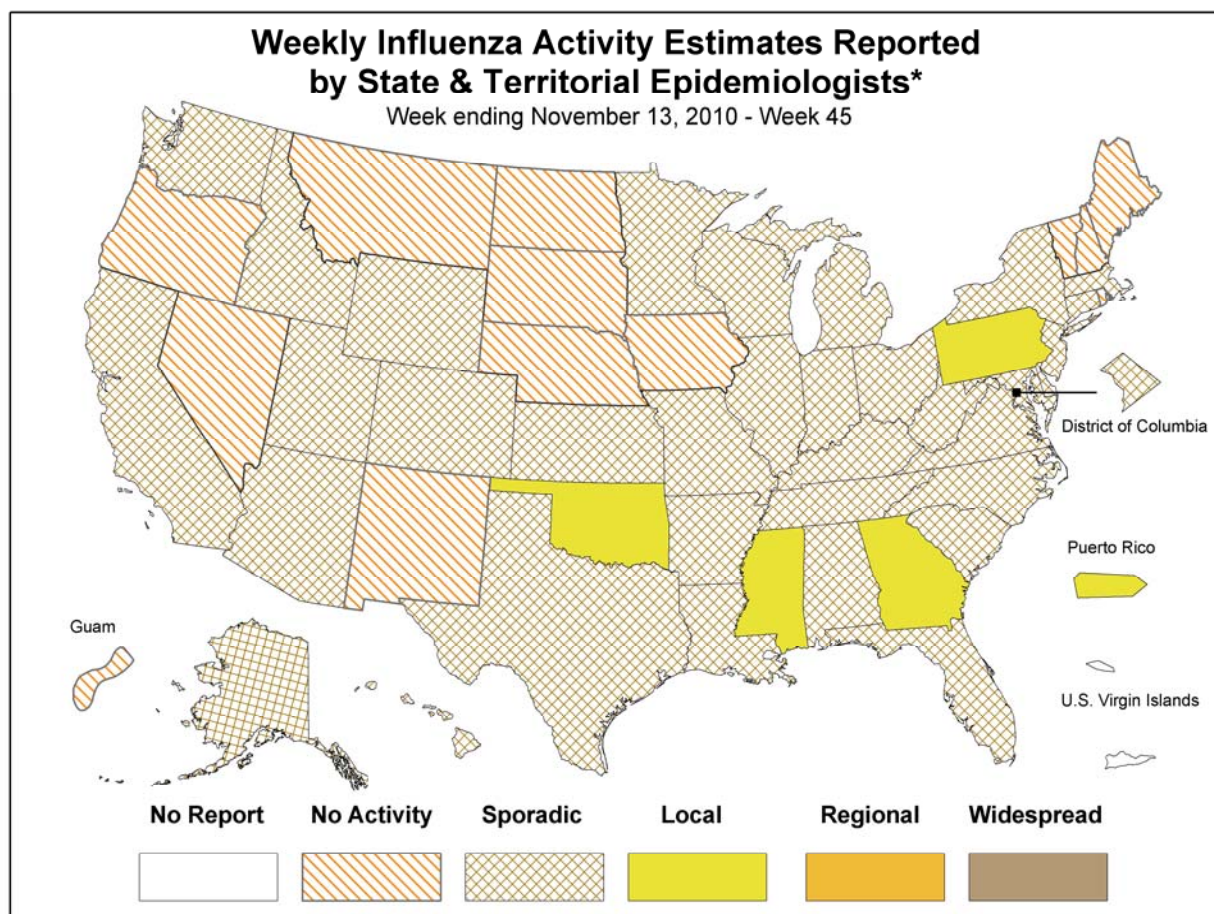 Weekly Influenza Activity Estimates Reported
by State & Territorial Epidemiologists*
Week ending November 13, 2010 - Week 45
District of Columbia
Puerto Rico
Guam
U.S. Virgin Islands
No Report No Activity Sporadic Local Regional Widespread